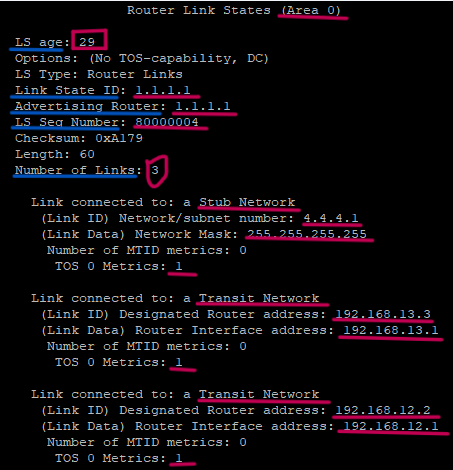 Router Link States (Area 0)
LS age: 29
Options: (No TOS-capability, DC)
LS Type: Router Links
Link State ID: 1.1.1.1
Advertising Router: 1.1.1.1
LS Seq Number: 80000004
Checksum: 0xA179
Length: 60
Number of Links: 3
Link connected to: a Stub Network
(Link ID) Network/subnet number: 4.4.4.1
(Link Data) Network Mask: 255.255.255.255
Number of MTID metrics: 0
TOS 0 Metrics: 1
Link connected to: a Transit Network
(Link ID) Designated Router address: 192.168.13.3
(Link Data) Router Interface address: 192.168.13.1
Number of MTID metrics: 0
TOS 0 Metrics: 1
Link connected to: a Transit Network
(Link ID) Designated Router address: 192.168.12.2
(Link Data) Router Interface address: 192.168.12.1
Number of MTID metrics: 0
TOS 0 Metrics: 1